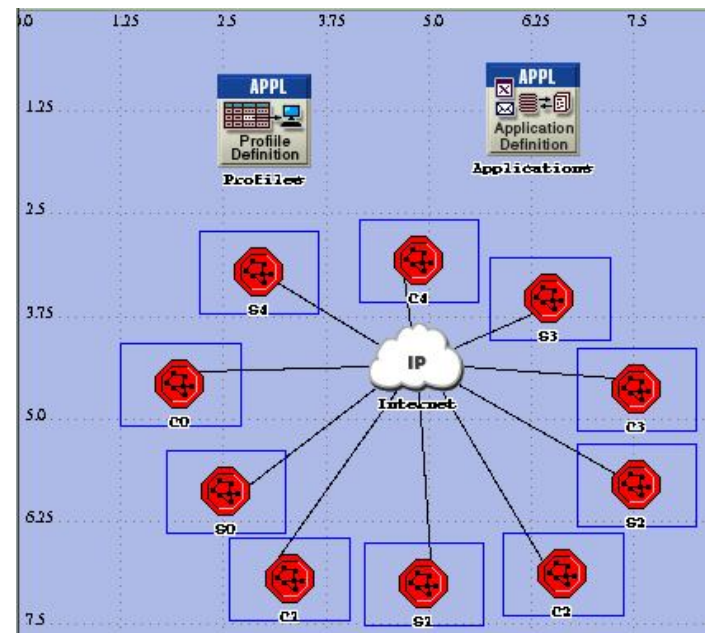 0.0 1.25 2.5 3.75 5.0 6.25 7.5
APPL
Profiile
Definition
Profiles
APPL
Application
Definition
Applications
1.25
2.5
S4
C4
S3
3.75
IP
Internet
C0
C3
5.0
S0
S2
6.25
C1
S1
C2
7.5